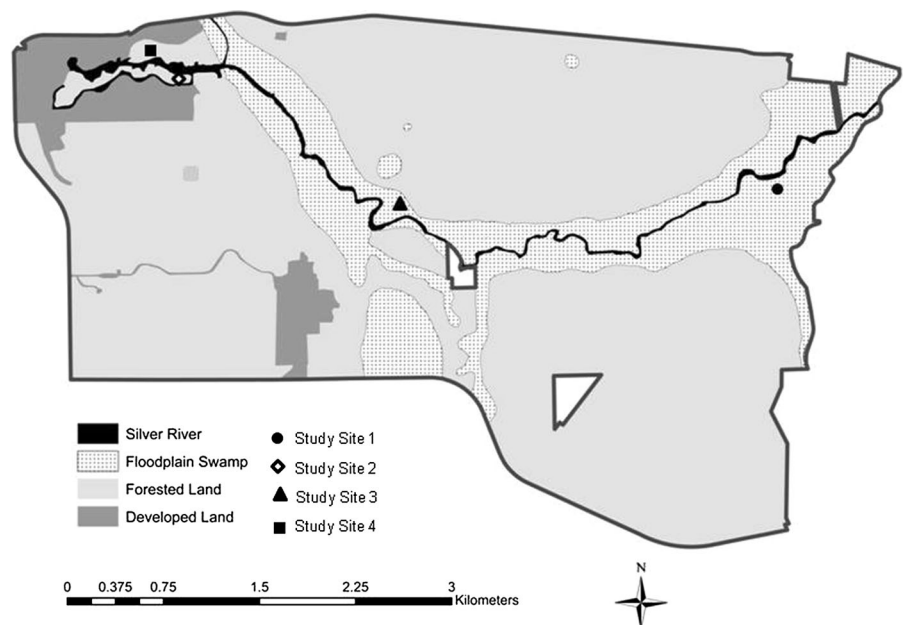 Silver River
Floodplain Swamp
Forested Land
Developed Land
Study Site 1
Study Site 2
Study Site 3
Study Site 4
0 0.375 0.75 1.5 2.25 3
Kilometers
N